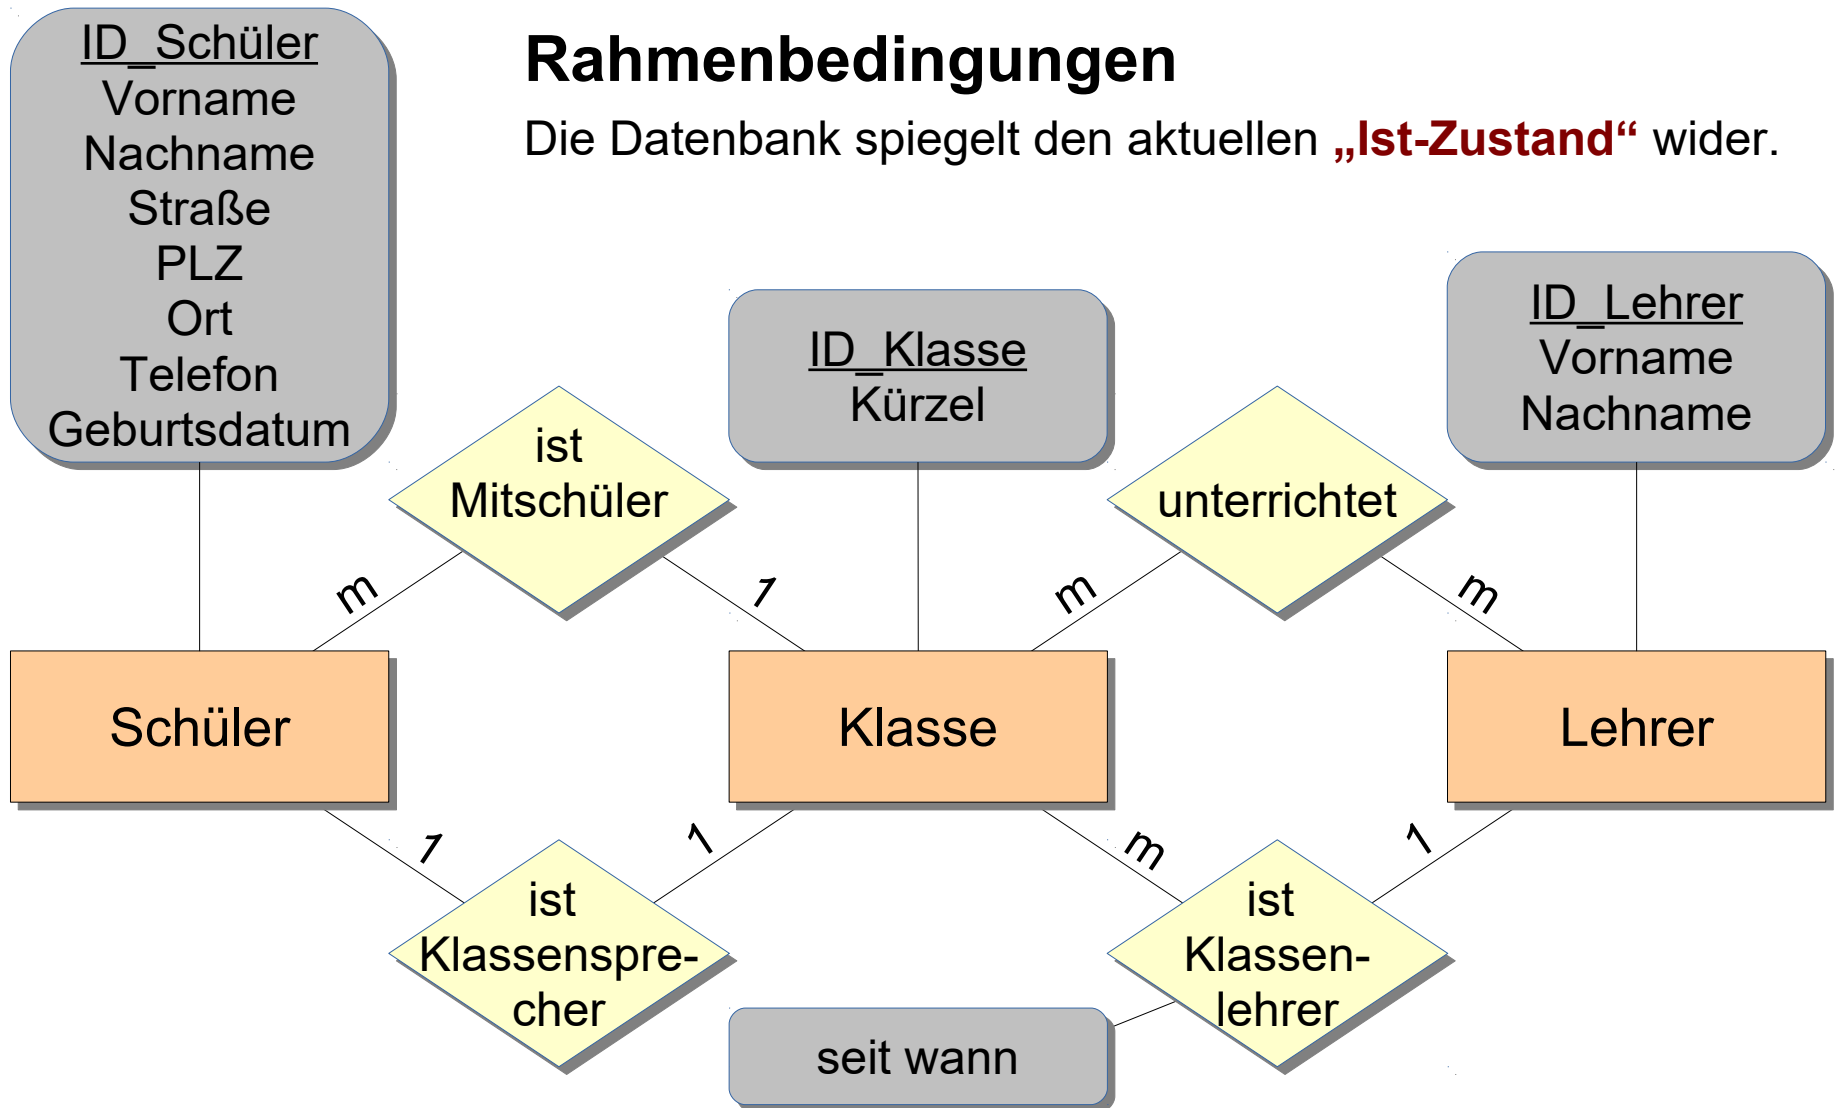 ID_Schüler
Vorname
Nachname
Straße
PLZ
Ort
Telefon
Geburtsdatum
Rahmenbedingungen
Die Datenbank spiegelt den aktuellen „Ist-Zustand“ wider.
ID_Klasse
Kürzel
ID_Lehrer
Vorname
Nachname
ist
Mitschüler
unterrichtet
m
1
m
m
Schüler
Klasse
Lehrer
1
1
m
1
ist
Klassenspre-
cher
ist
Klassen-
lehrer
seit wann